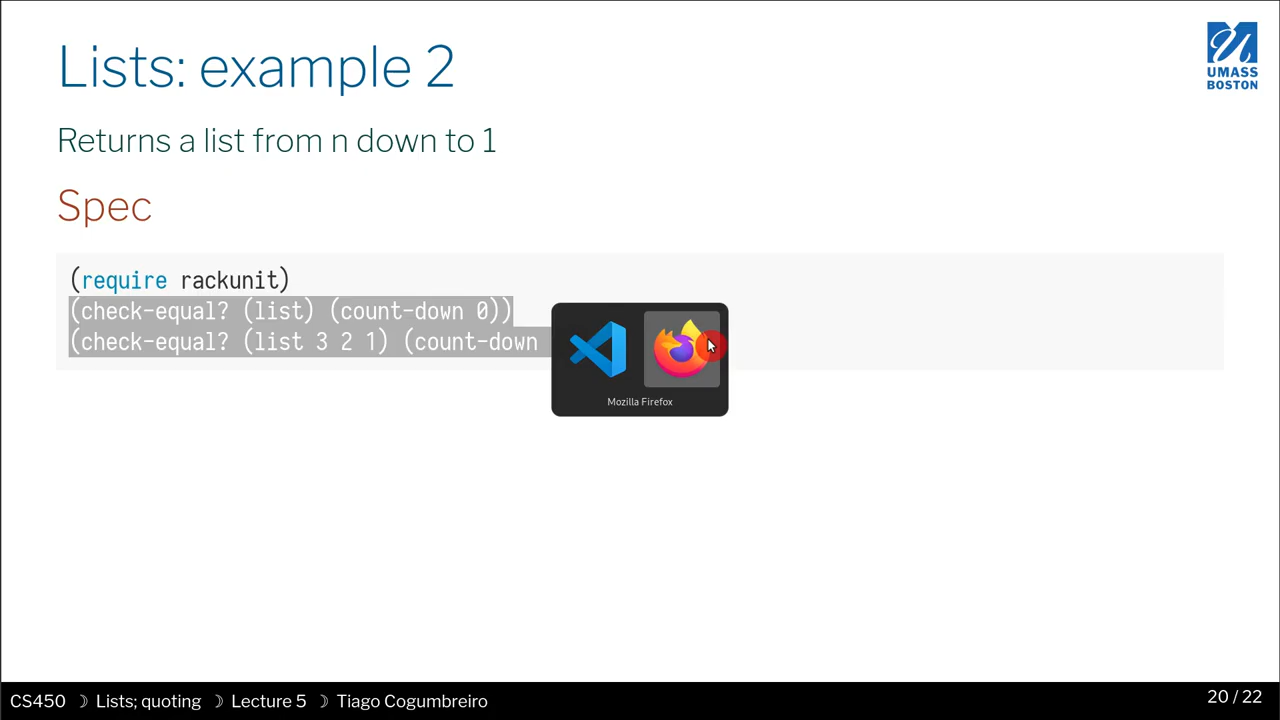 Lists: example 2
UMASS
BOSTON
Returns a list from n down to 1
Spec
(require rackunit)
(check-equal? (list) (count-down 0))
(check-equal? (list 3 2 1) (count-down
Mozilla Firefox
CS450 ☽ Lists; quoting ☽ Lecture 5 ☽ Tiago Cogumbreiro
20 / 22